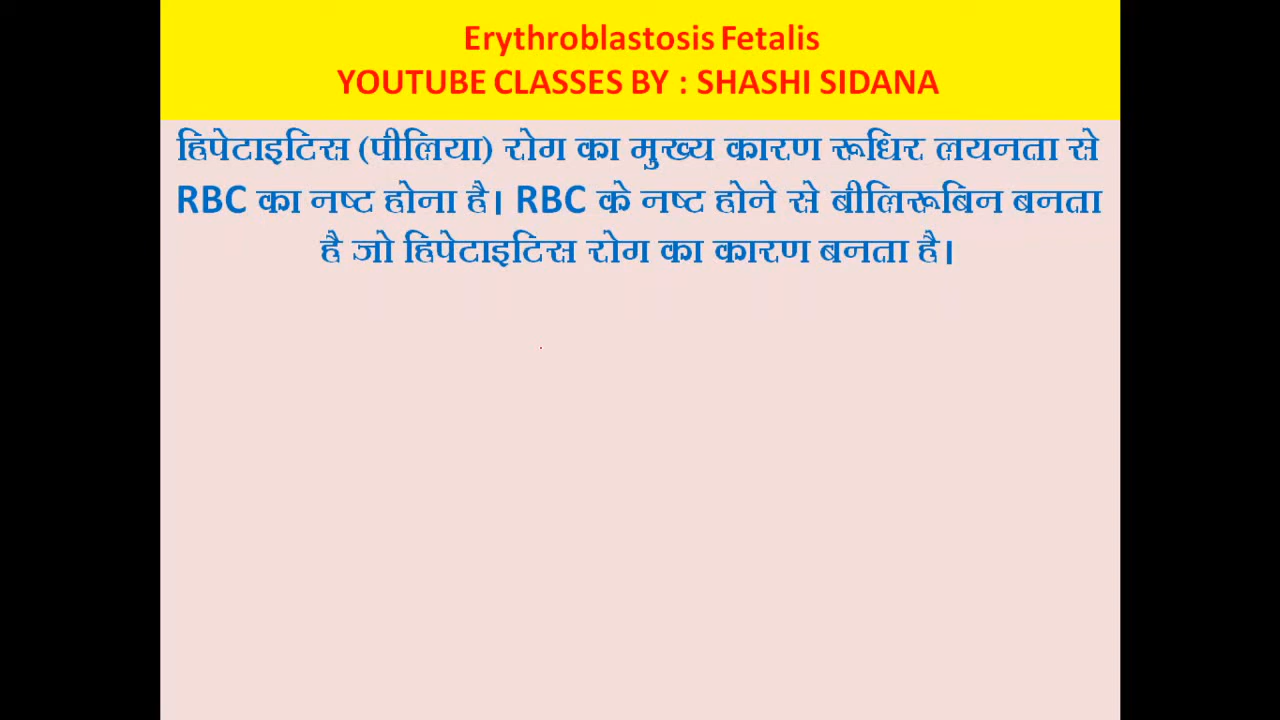 Erythroblastosis Fetalis
YOUTUBE CLASSES BY : SHASHI SIDANA
हिपेटाइटिस (पीलिया) रोग का मुख्य कारण रूधिर लयनता से
RBC का नष्ट होना है। RBC के नष्ट होने से बीलिरूबिन बनता
है जो हिपेटाइटिस रोग का कारण बनता है।